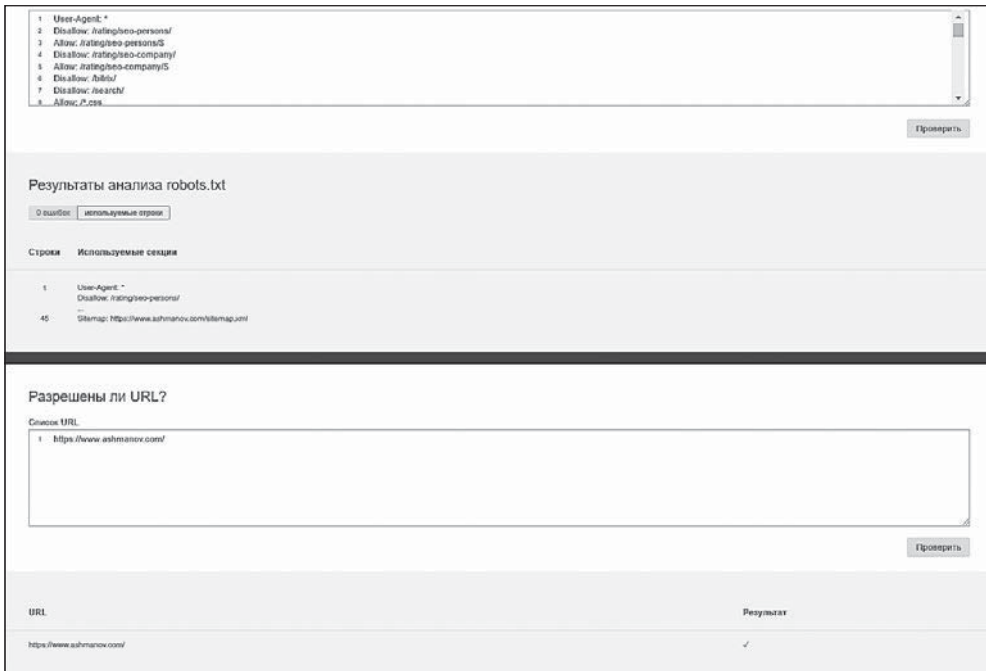 1 User-Agent: *
2 Disallow: /rating/seo-persons/
3 Allow: /rating/seo-persons/$
4 Disallow: /rating/seo-company/
5 Allow: /rating/seo-company/$
6 Disallow: /bitrix/
7 Disallow: /search/
8 Allow: /*.css
Проверить
Результаты анализа robots.txt
0 ошибок используемые строки
Строки Используемые секции
1 User-Agent: *
Disallow: /rating/seo-persons/
...
45 Sitemap: https://www.ashmanov.com/sitemap.xml
Разрешены ли URL?
Список URL
1 https://www.ashmanov.com/
Проверить
URL Результат
https://www.ashmanov.com/ ✓